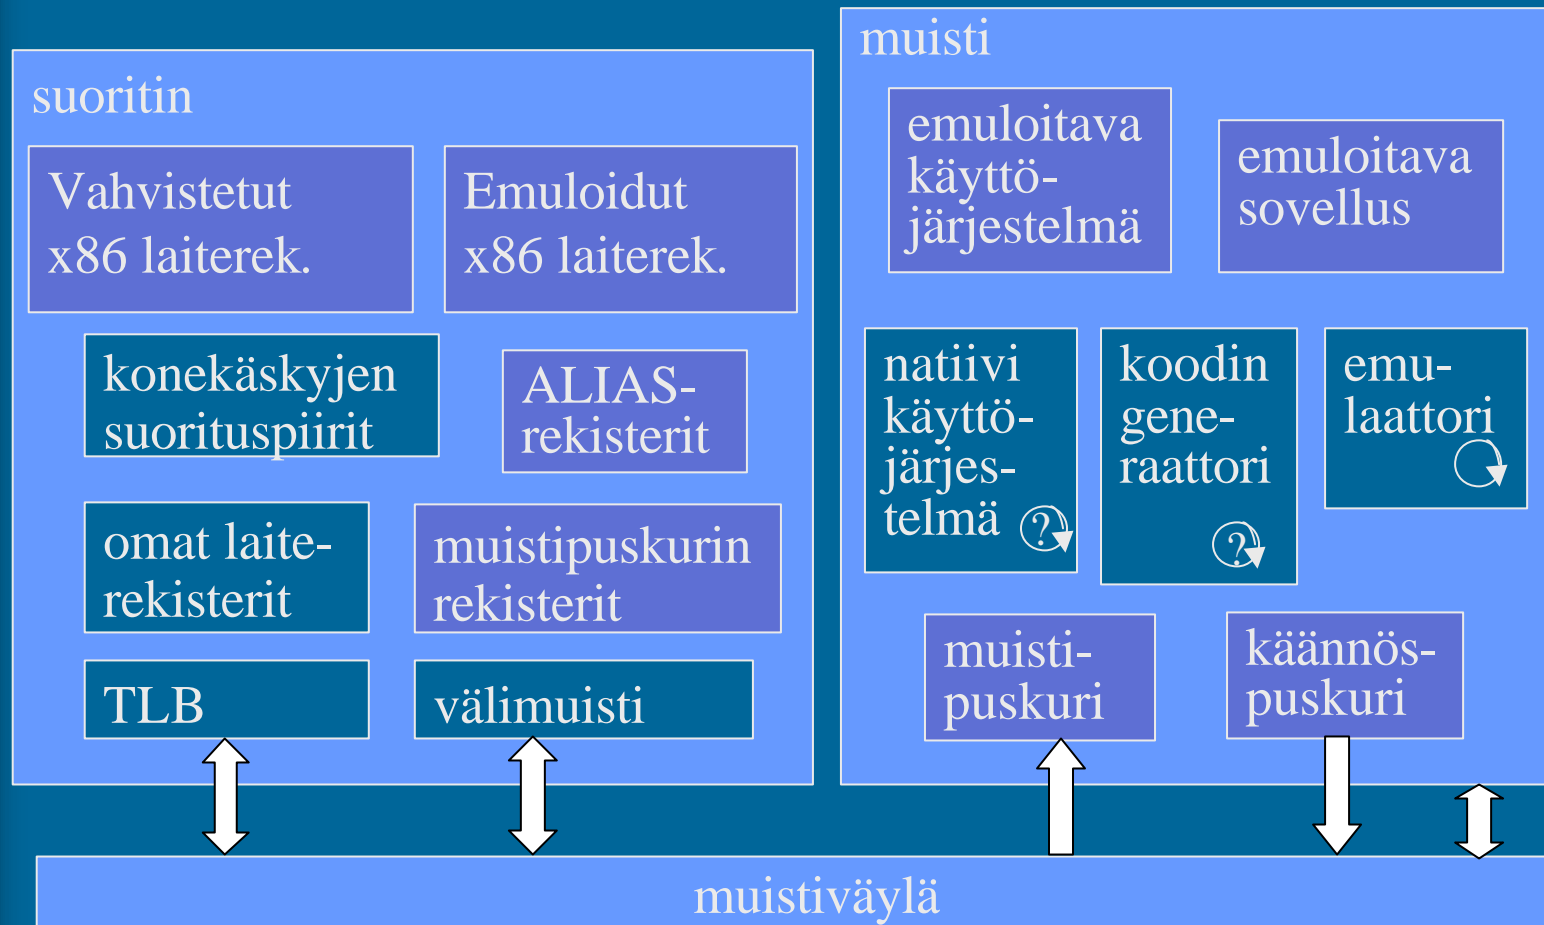 suoritin
Vahvistetut
x86 laiterek.
Emuloidut
x86 laiterek.
konekäskyjen
suorituspiirit
ALIAS-
rekisterit
omat laite-
rekisterit
muistipuskurin
rekisterit
TLB
välimuisti
muisti
emuloitava
käyttö-
järjestelmä
emuloitava
sovellus
natiivi
käyttö-
järjes-
telmä
?
koodin
gene-
raattori
?
emu-
laattori
muisti-
puskuri
käännös-
puskuri
muistiväylä